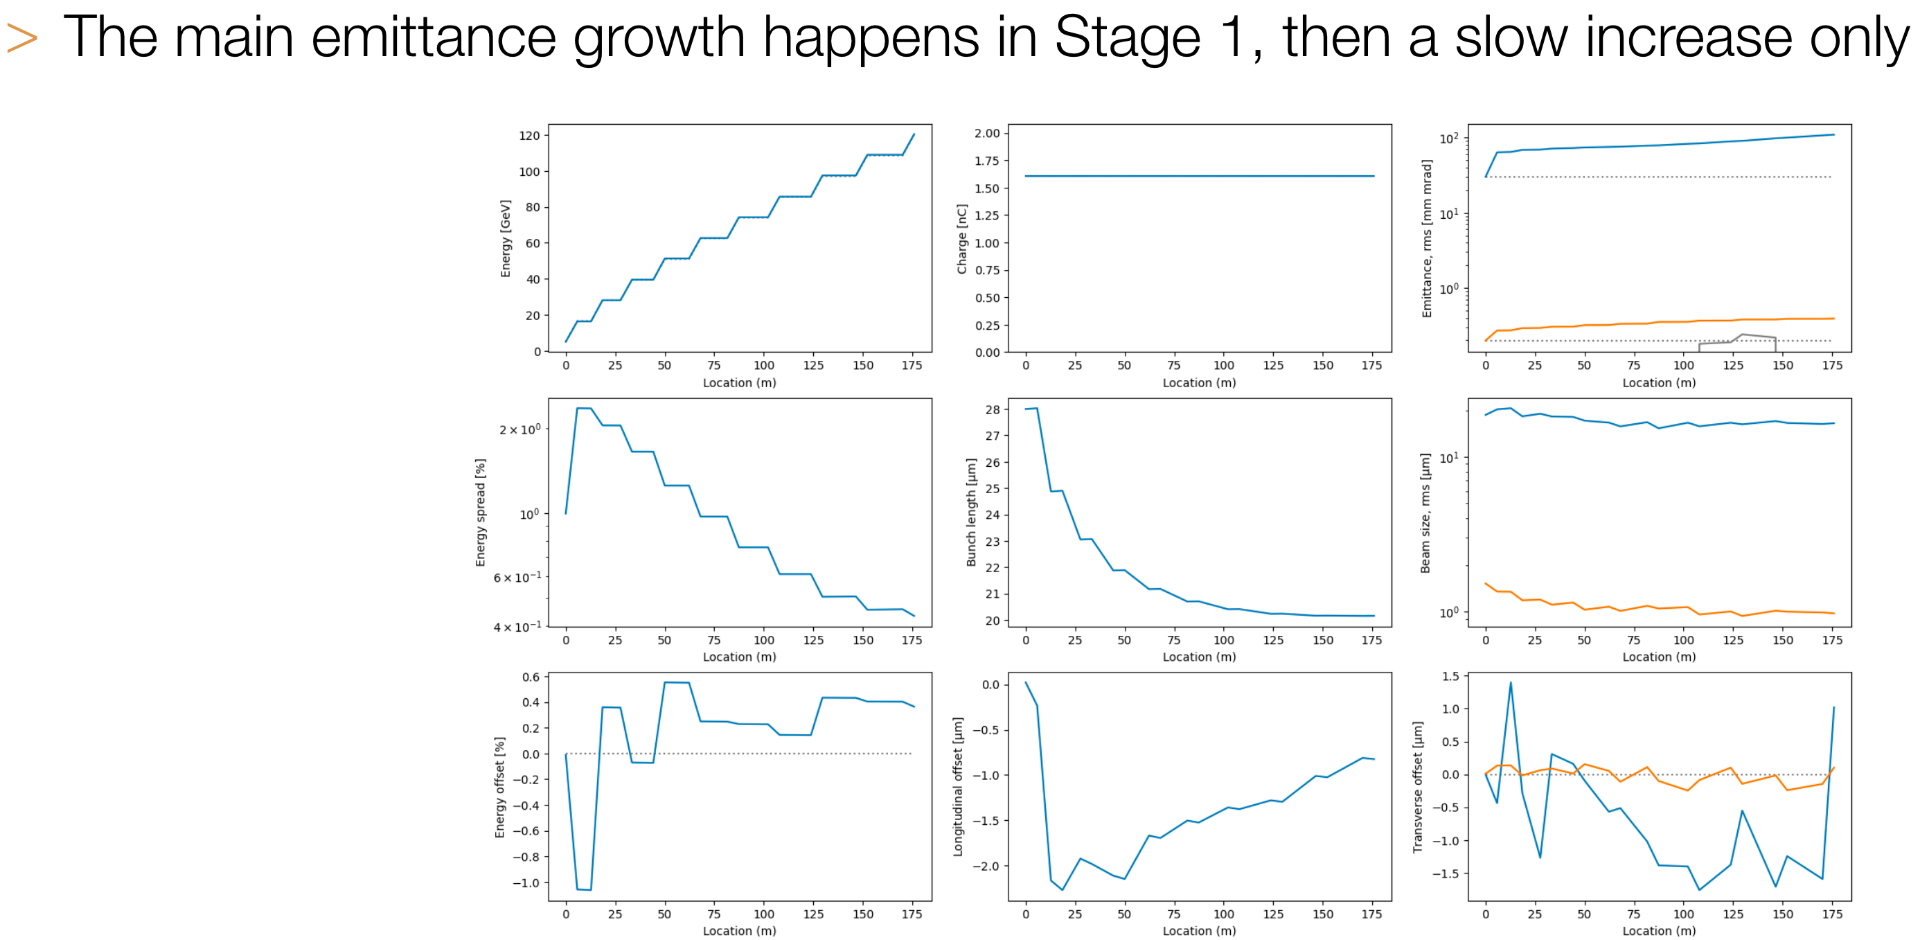 > The main emittance growth happens in Stage 1, then a slow increase only
Energy [GeV]
120
100
80
60
40
20
0
0 25 50 75 100 125 150 175
Location (m)
Charge [nC]
2.00
1.75
1.50
1.25
1.00
0.75
0.50
0.25
0.00
0 25 50 75 100 125 150 175
Location (m)
Emittance, rms [mm mrad]
10²
10¹
10⁰
0 25 50 75 100 125 150 175
Location (m)
Energy spread [%]
2 × 10⁰
10⁰
6 × 10⁻¹
4 × 10⁻¹
0 25 50 75 100 125 150 175
Location (m)
Bunch length [µm]
28
27
26
25
24
23
22
21
20
0 25 50 75 100 125 150 175
Location (m)
Beam size, rms [µm]
10¹
10⁰
0 25 50 75 100 125 150 175
Location (m)
Energy offset [%]
0.6
0.4
0.2
0.0
−0.2
−0.4
−0.6
−0.8
−1.0
0 25 50 75 100 125 150 175
Location (m)
Longitudinal offset [µm]
0.0
−0.5
−1.0
−1.5
−2.0
0 25 50 75 100 125 150 175
Location (m)
Transverse offset [µm]
1.5
1.0
0.5
0.0
−0.5
−1.0
−1.5
0 25 50 75 100 125 150 175
Location (m)